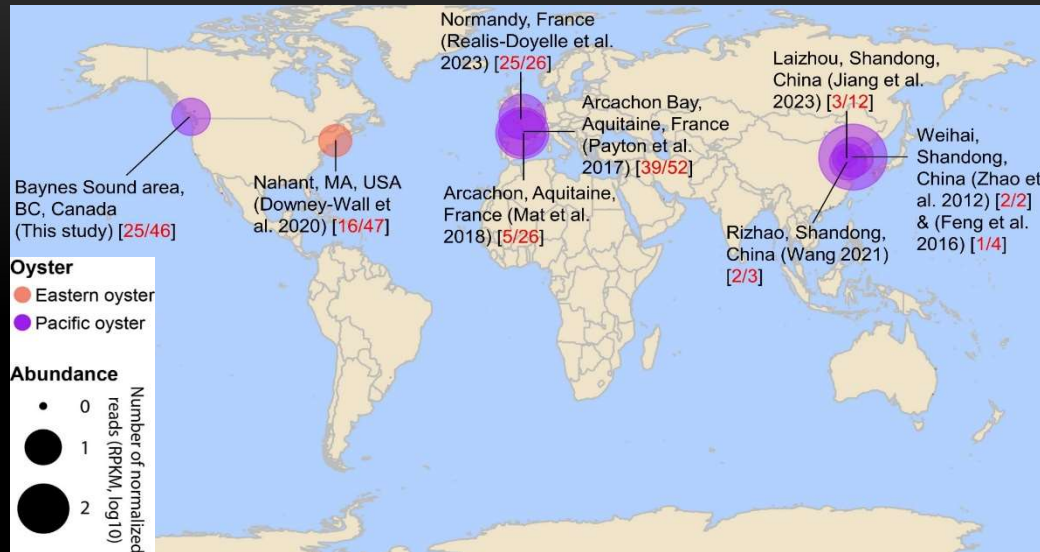 Normandy, France
(Realis-Doyelle et al.
2023) [25/26]
Laizhou, Shandong,
China (Jiang et al.
2023) [3/12]
Arcachon Bay,
Aquitaine, France
(Payton et al.
2017) [39/52]
Weihai,
Shandong,
China (Zhao et
al. 2012) [2/2]
& (Feng et al.
2016) [1/4]
Baynes Sound area,
BC, Canada
(This study) [25/46]
Nahant, MA, USA
(Downey-Wall et
al. 2020) [16/47]
Arcachon, Aquitaine,
France (Mat et al.
2018) [5/26]
Rizhao, Shandong,
China (Wang 2021)
[2/3]
Oyster
Eastern oyster
Pacific oyster
Abundance
0
1
2
Number of normalized
reads (RPKM, log10)